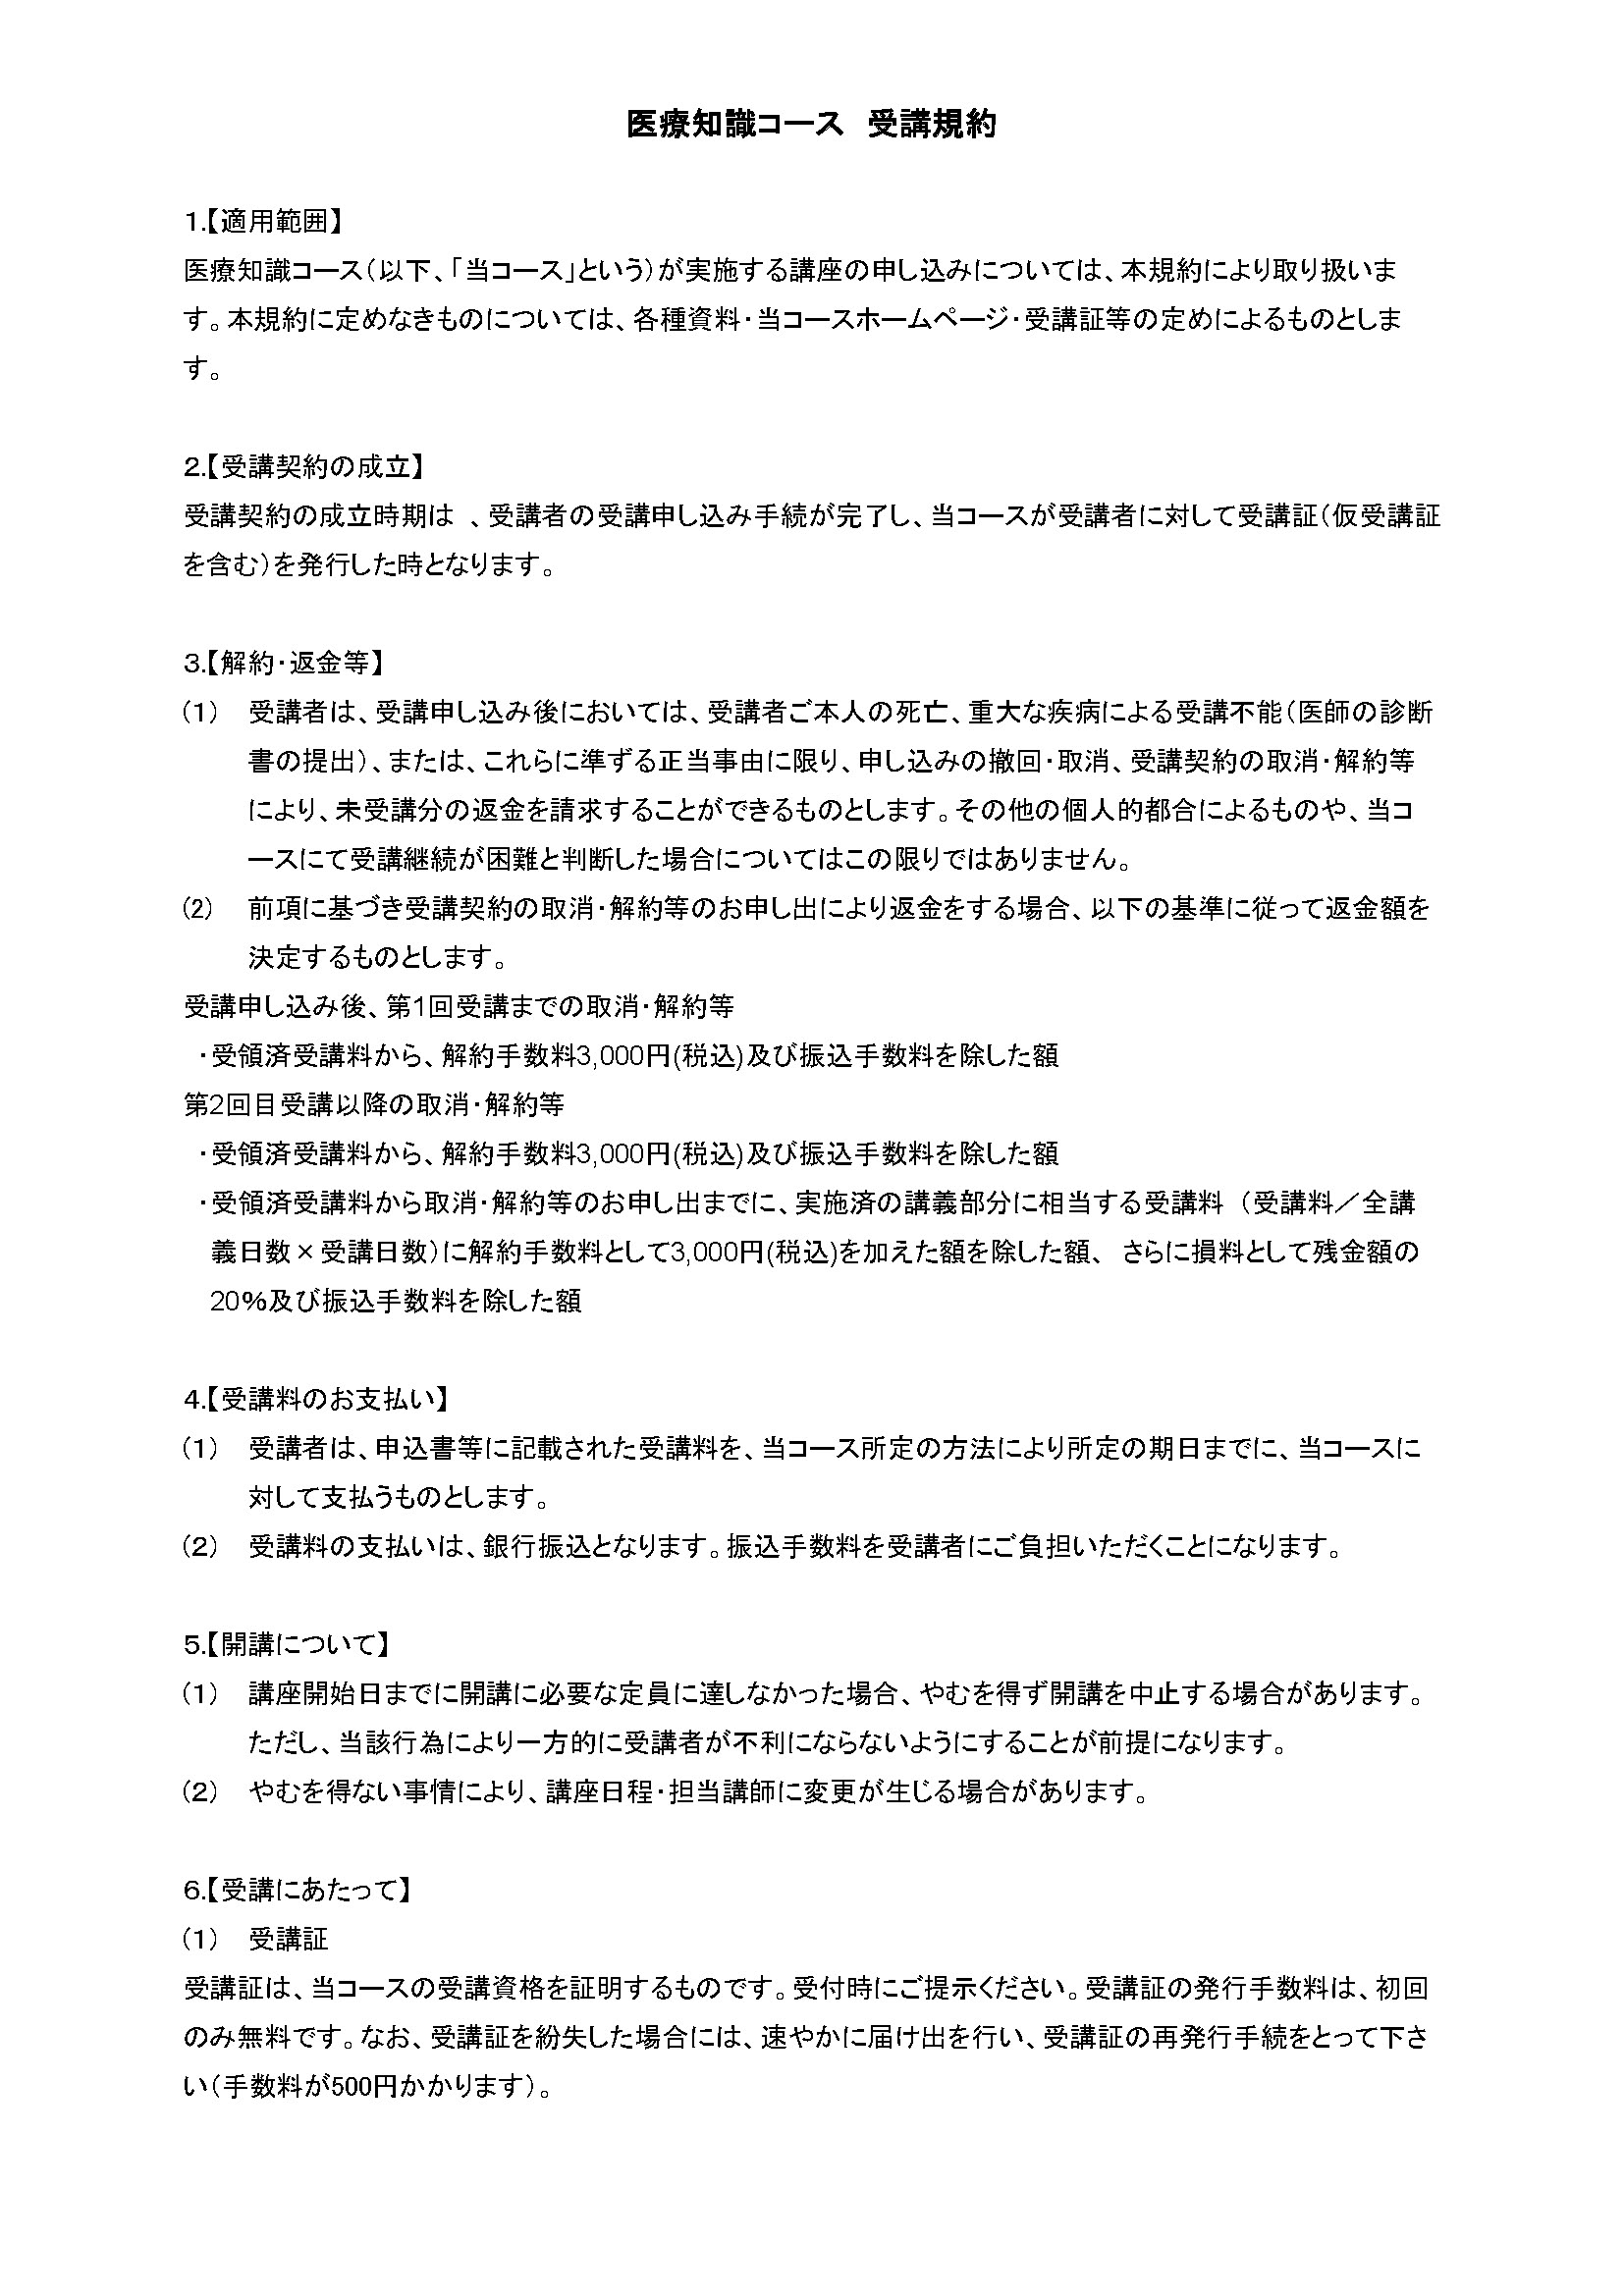 医療知識コース　受講規約
1.【適用範囲】
医療知識コース（以下、「当コース」という）が実施する講座の申し込みについては、本規約により取り扱いま
す。本規約に定めなきものについては、各種資料・当コースホームページ・受講証等の定めによるものとしま
す。
2.【受講契約の成立】
受講契約の成立時期は 、受講者の受講申し込み手続が完了し、当コースが受講者に対して受講証（仮受講証
を含む）を発行した時となります。
3.【解約・返金等】
（１）　受講者は、受講申し込み後においては、受講者ご本人の死亡、重大な疾病による受講不能（医師の診断
書の提出）、または、これらに準ずる正当事由に限り、申し込みの撤回・取消、受講契約の取消・解約等
により、未受講分の返金を請求することができるものとします。その他の個人的都合によるものや、当コ
ースにて受講継続が困難と判断した場合についてはこの限りではありません。
（2）　前項に基づき受講契約の取消・解約等のお申し出により返金をする場合、以下の基準に従って返金額を
決定するものとします。
受講申し込み後、第1回受講までの取消・解約等
・受領済受講料から、解約手数料3,000円(税込)及び振込手数料を除した額
第2回目受講以降の取消・解約等
・受領済受講料から、解約手数料3,000円(税込)及び振込手数料を除した額
・受領済受講料から取消・解約等のお申し出までに、実施済の講義部分に相当する受講料 （受講料／全講
義日数×受講日数）に解約手数料として3,000円(税込)を加えた額を除した額、 さらに損料として残金額の
20％及び振込手数料を除した額
4.【受講料のお支払い】
（１）　受講者は、申込書等に記載された受講料を、当コース所定の方法により所定の期日までに、当コースに
対して支払うものとします。
（２）　受講料の支払いは、銀行振込となります。振込手数料を受講者にご負担いただくことになります。
5.【開講について】
（１）　講座開始日までに開講に必要な定員に達しなかった場合、やむを得ず開講を中止する場合があります。
ただし、当該行為により一方的に受講者が不利にならないようにすることが前提になります。
（２）　やむを得ない事情により、講座日程・担当講師に変更が生じる場合があります。
6.【受講にあたって】
（１）　受講証
受講証は、当コースの受講資格を証明するものです。受付時にご提示ください。受講証の発行手数料は、初回
のみ無料です。なお、受講証を紛失した場合には、速やかに届け出を行い、受講証の再発行手続をとって下さ
い（手数料が500円かかります）。